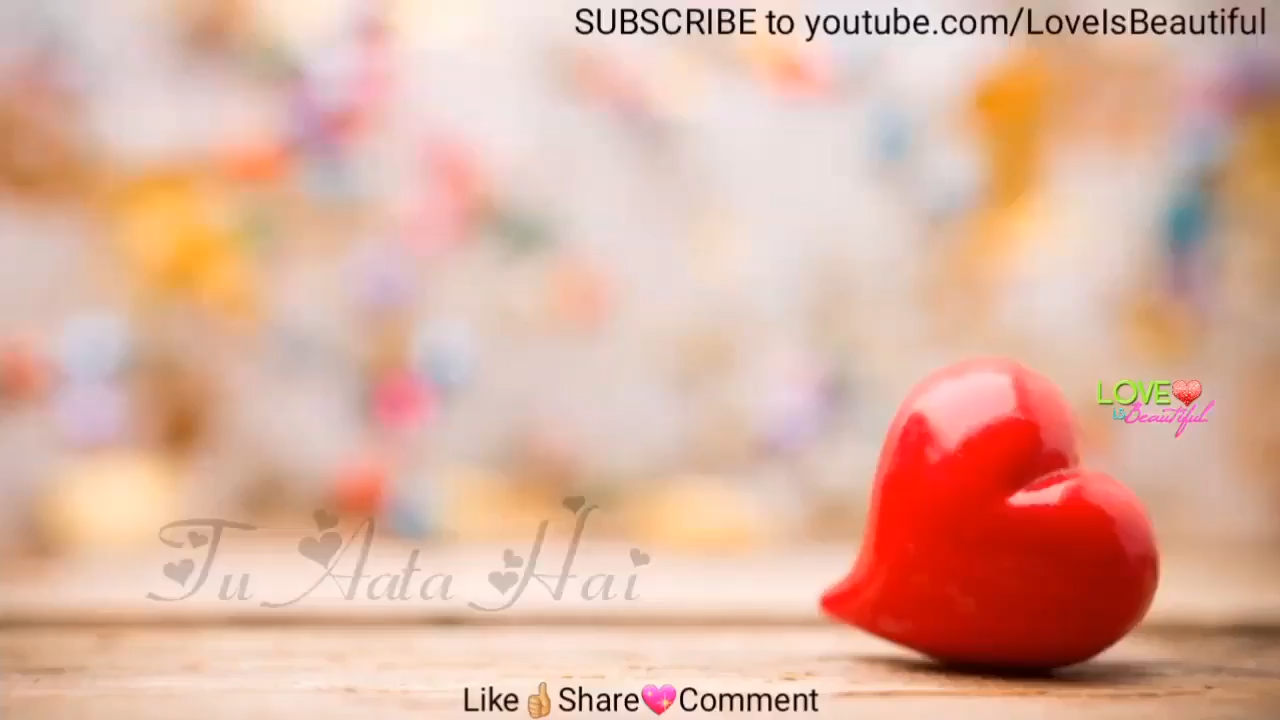 SUBSCRIBE to youtube.com/LoveIsBeautiful
LOVE
is Beautiful
Tu Aata Hai
Like👍Share💖Comment